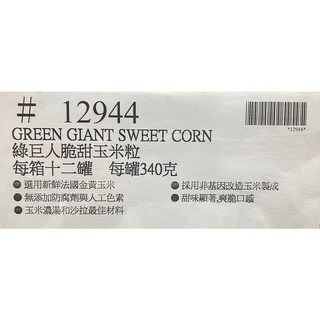 # 12944
*12944*
GREEN GIANT SWEET CORN
綠巨人脆甜玉米粒
每箱十二罐 每罐340克
●選用新鮮法國金黃玉米 ●採用非基因改造玉米製成
●無添加防腐劑與人工色素 ●甜味顯著,爽脆口感
●玉米濃湯和沙拉最佳材料